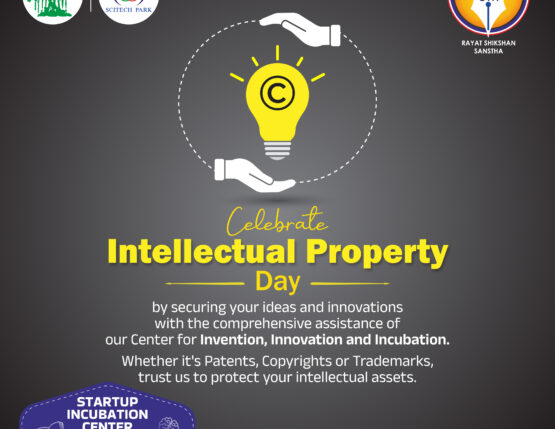 SCITECH PARK
RAYAT SHIKSHAN
SANSTHA
©
Celebrate
Intellectual Property
Day
by securing your ideas and innovations
with the comprehensive assistance of
our Center for Invention, Innovation and Incubation.
Whether it's Patents, Copyrights or Trademarks,
trust us to protect your intellectual assets.
STARTUP
INCUBATION
CENTER